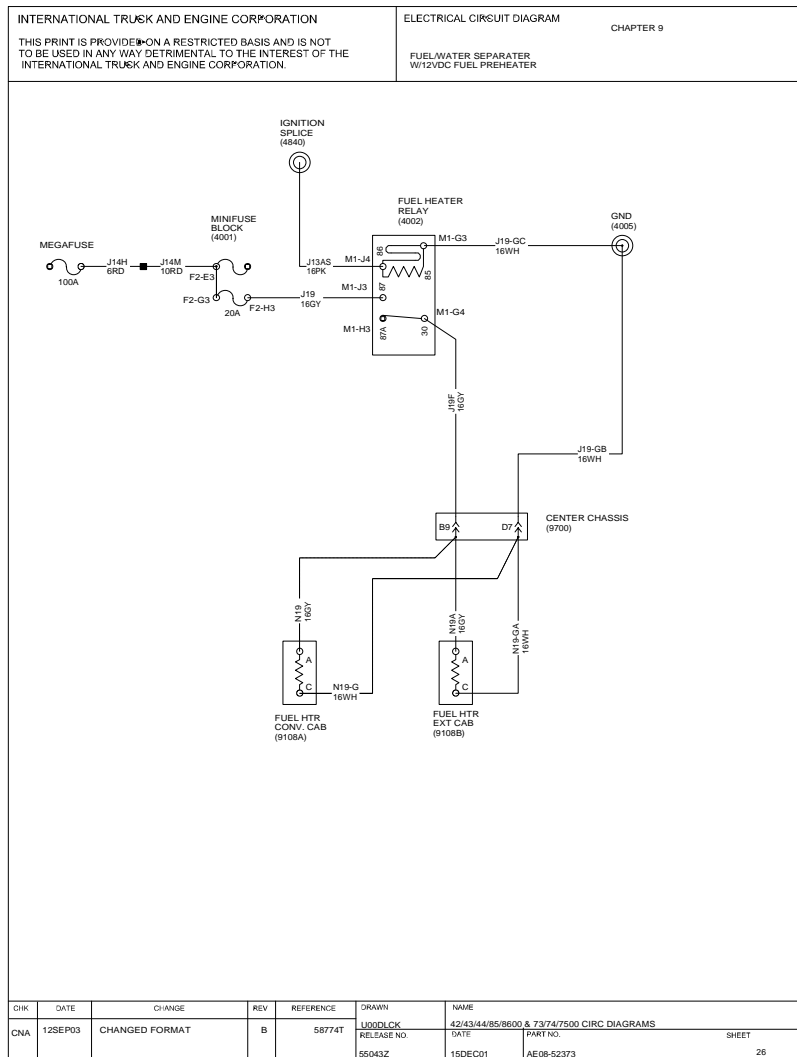 INTERNATIONAL TRUCK AND ENGINE CORPORATION
THIS PRINT IS PROVIDED ON A RESTRICTED BASIS AND IS NOT
TO BE USED IN ANY WAY DETRIMENTAL TO THE INTEREST OF THE
INTERNATIONAL TRUCK AND ENGINE CORPORATION.
ELECTRICAL CIRCUIT DIAGRAM
CHAPTER 9
FUEL/WATER SEPARATER
W/12VDC FUEL PREHEATER
IGNITION
SPLICE
(4840)
FUEL HEATER
RELAY
(4002)
GND
(4005)
MINIFUSE
BLOCK
(4001)
MEGAFUSE
100A
J14H
6RD
J14M
10RD
F2-E3
F2-G3
20A
F2-H3
J13AS
16PK
J19
16GY
M1-J4
M1-J3
M1-H3
86
85
87
87A
30
M1-G3
M1-G4
J19-GC
16WH
J19F
16GY
J19-GB
16WH
B9
D7
CENTER CHASSIS
(9700)
N19
16GY
N19A
16GY
N19-GA
16WH
A
C
N19-G
16WH
A
C
FUEL HTR
CONV. CAB
(9108A)
FUEL HTR
EXT CAB
(9108B)
CHK
DATE
CHANGE
REV
REFERENCE
DRAWN
NAME
CNA
12SEP03
CHANGED FORMAT
B
58774T
U00DLCK
42/43/44/85/8600 & 73/74/7500 CIRC DIAGRAMS
RELEASE NO.
DATE
PART NO.
SHEET
55043Z
15DEC01
AE08-52373
26